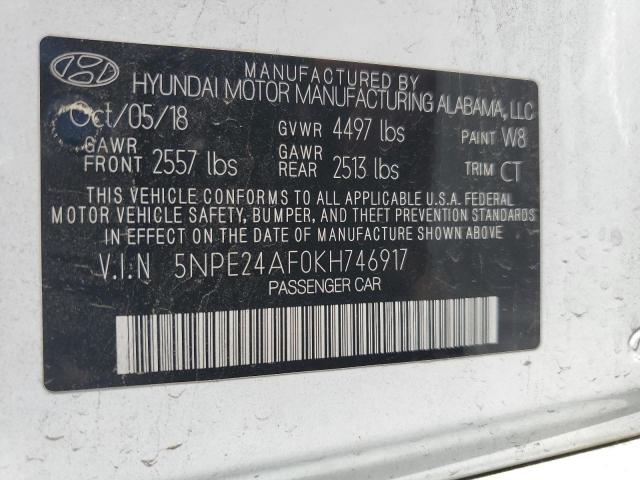 MANUFACTURED BY
HYUNDAI MOTOR MANUFACTURING ALABAMA, LLC
Oct/05/18 GVWR 4497 lbs PAINT W8
GAWR FRONT 2557 lbs GAWR REAR 2513 lbs TRIM CT
THIS VEHICLE CONFORMS TO ALL APPLICABLE U.S.A. FEDERAL
MOTOR VEHICLE SAFETY, BUMPER, AND THEFT PREVENTION STANDARDS
IN EFFECT ON THE DATE OF MANUFACTURE SHOWN ABOVE.
V.I.N 5NPE24AF0KH746917
PASSENGER CAR